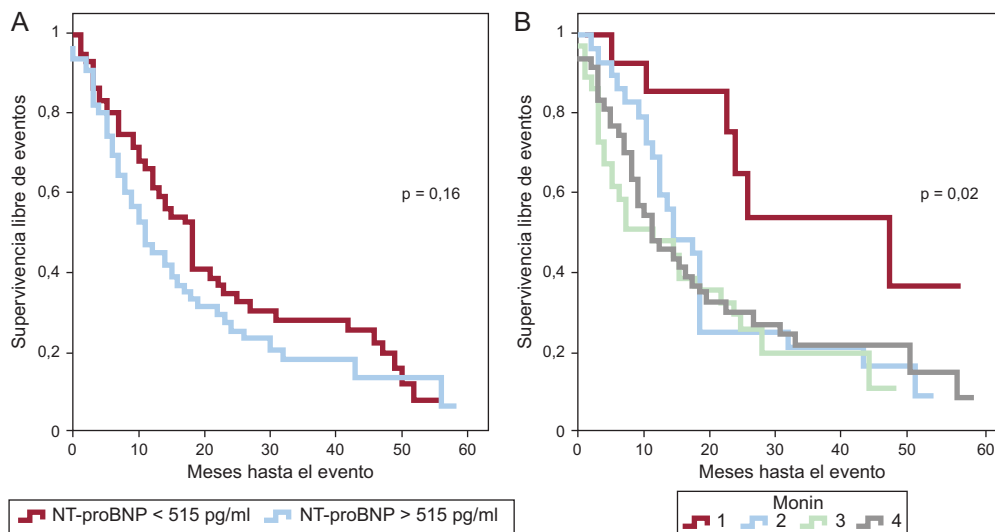 A
Supervivencia libre de eventos
1
0,8
0,6
0,4
0,2
0
p = 0,16
0 10 20 30 40 50 60
Meses hasta el evento
NT-proBNP < 515 pg/ml NT-proBNP > 515 pg/ml
B
Supervivencia libre de eventos
1
0,8
0,6
0,4
0,2
0
p = 0,02
0 10 20 30 40 50 60
Meses hasta el evento
Monin
1 2 3 4